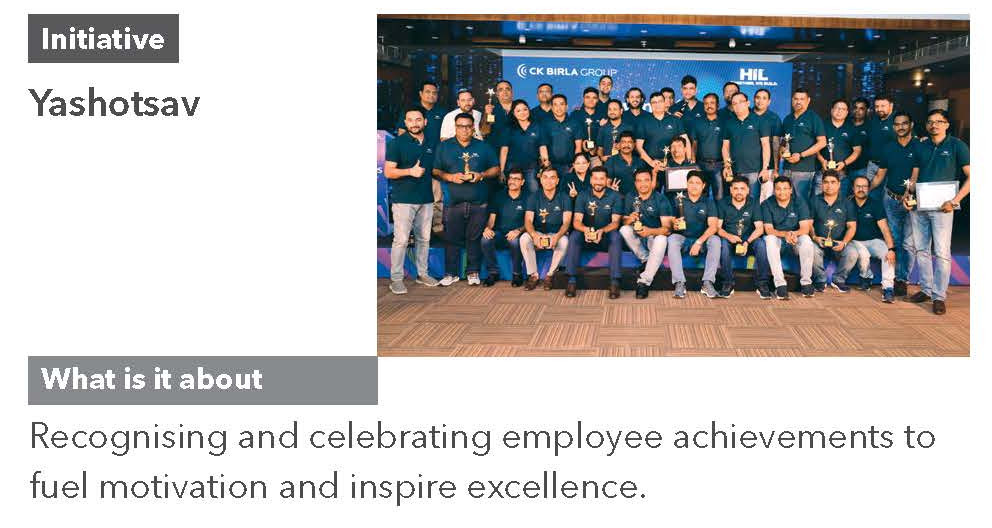 Initiative
Yashotsav
CK BIRLA GROUP
HIL
What is it about
Recognising and celebrating employee achievements to
fuel motivation and inspire excellence.